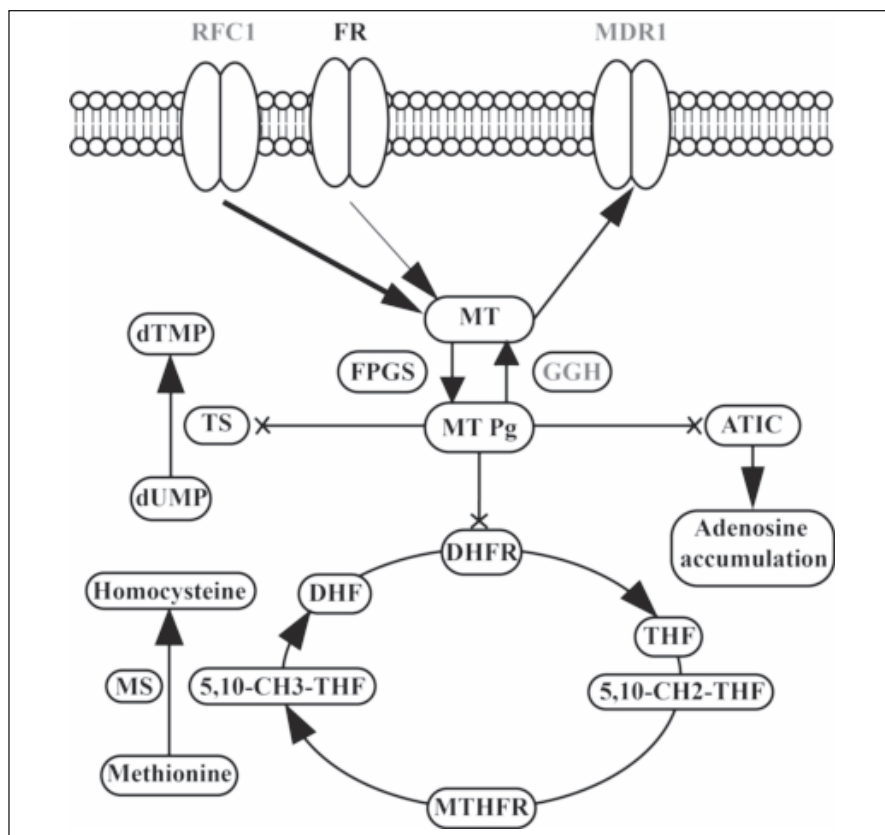 RFC1
FR
MDR1
MT
dTMP
FPGS
GGH
TS
MT Pg
ATIC
dUMP
Adenosine
accumulation
DHFR
Homocysteine
DHF
THF
MS
5,10-CH3-THF
5,10-CH2-THF
Methionine
MTHFR